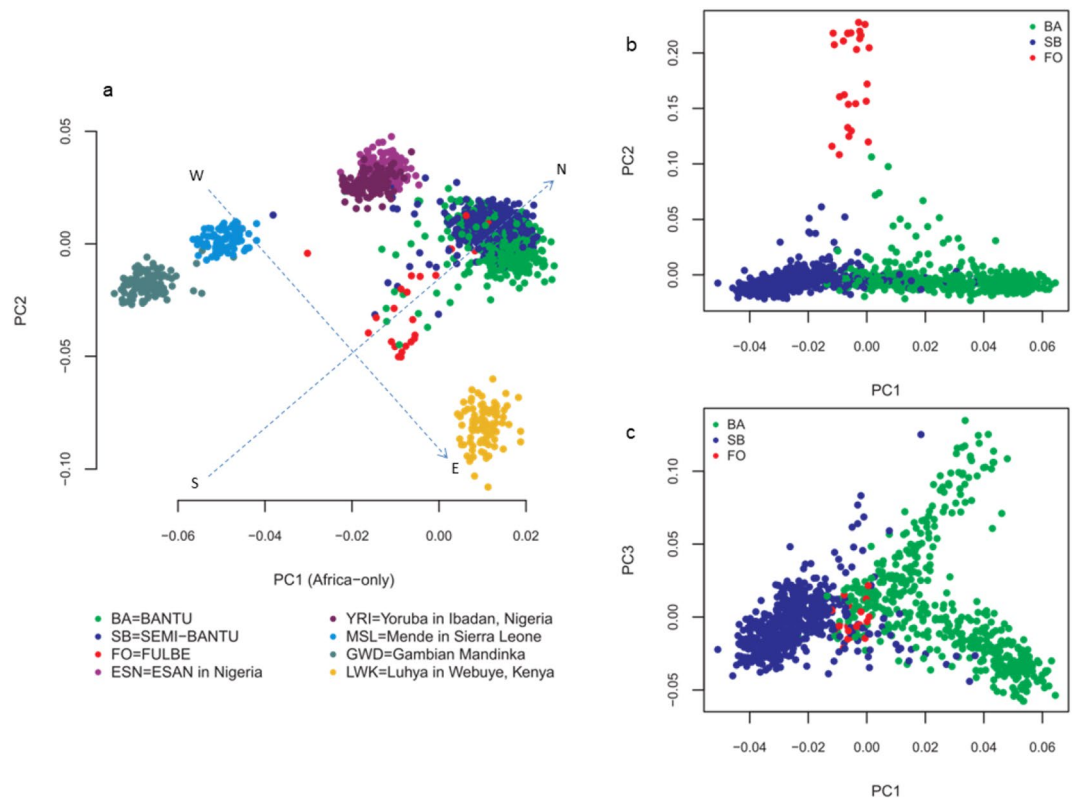 a
0.05
0.00
−0.05
−0.10
PC2
W
N
S
E
−0.06
−0.04
−0.02
0.00
0.02
PC1 (Africa−only)
BA=BANTU
SB=SEMI−BANTU
FO=FULBE
ESN=ESAN in Nigeria
YRI=Yoruba in Ibadan, Nigeria
MSL=Mende in Sierra Leone
GWD=Gambian Mandinka
LWK=Luhya in Webuye, Kenya
b
BA
SB
FO
0.20
0.15
0.10
0.05
0.00
PC2
−0.04
−0.02
0.00
0.02
0.04
0.06
PC1
c
BA
SB
FO
0.10
0.05
0.00
−0.05
PC3
−0.04
−0.02
0.00
0.02
0.04
0.06
PC1